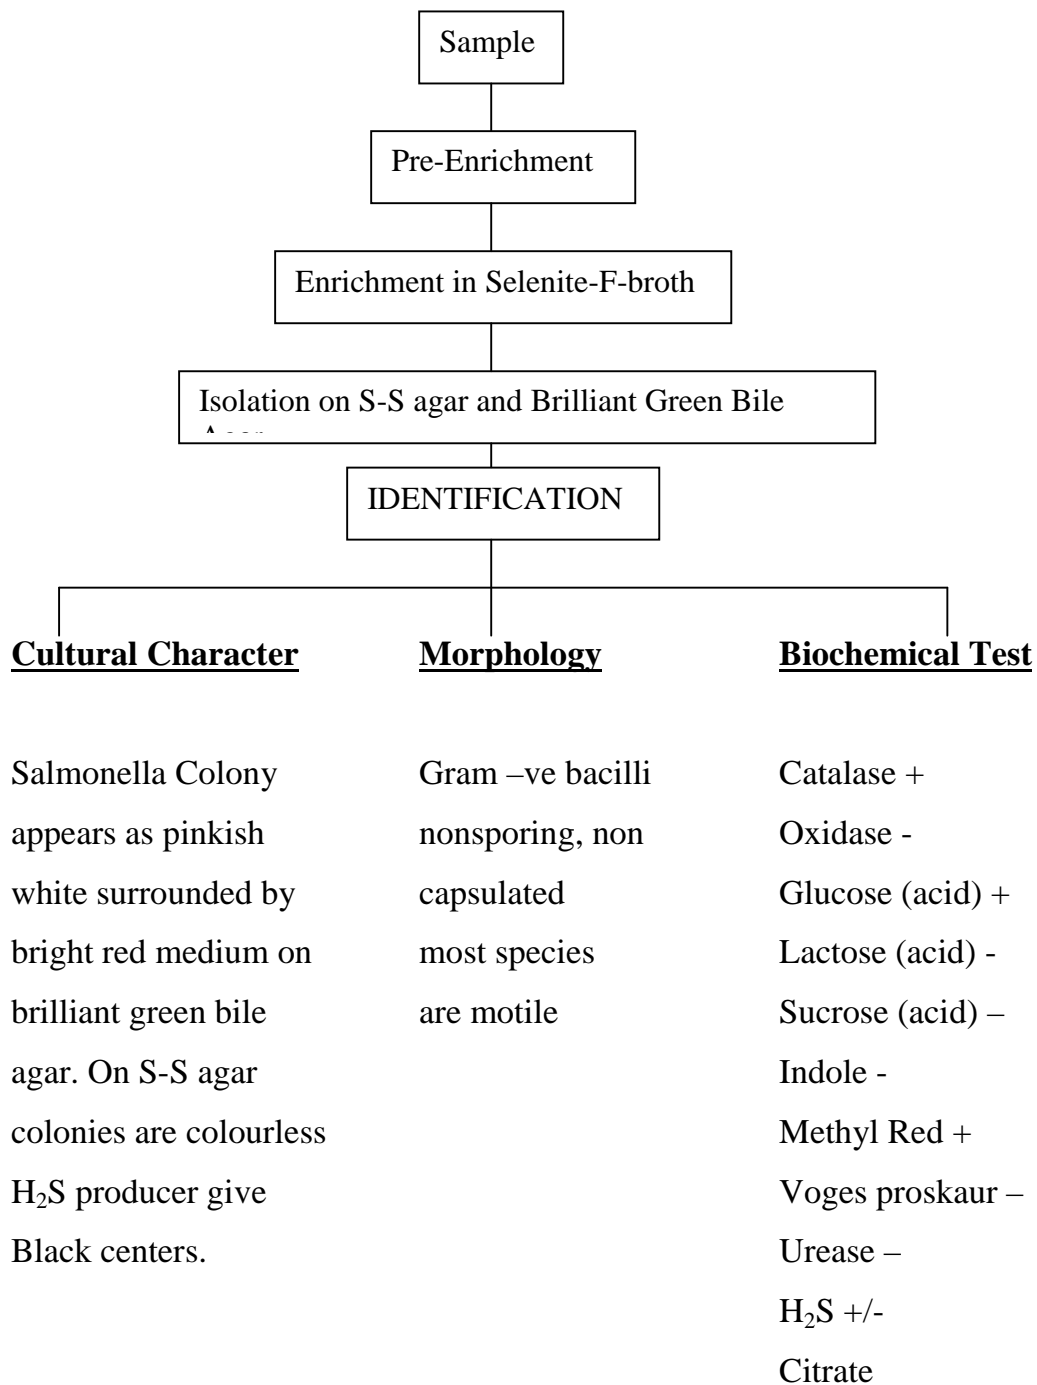 Sample
Pre-Enrichment
Enrichment in Selenite-F-broth
Isolation on S-S agar and Brilliant Green Bile
IDENTIFICATION
Cultural Character
Salmonella Colony
appears as pinkish
white surrounded by
bright red medium on
brilliant green bile
agar. On S-S agar
colonies are colourless
H₂S producer give
Black centers.
Morphology
Gram –ve bacilli
nonsporing, non
capsulated
most species
are motile
Biochemical Test
Catalase +
Oxidase -
Glucose (acid) +
Lactose (acid) -
Sucrose (acid) –
Indole -
Methyl Red +
Voges proskaur –
Urease –
H₂S +/-
Citrate